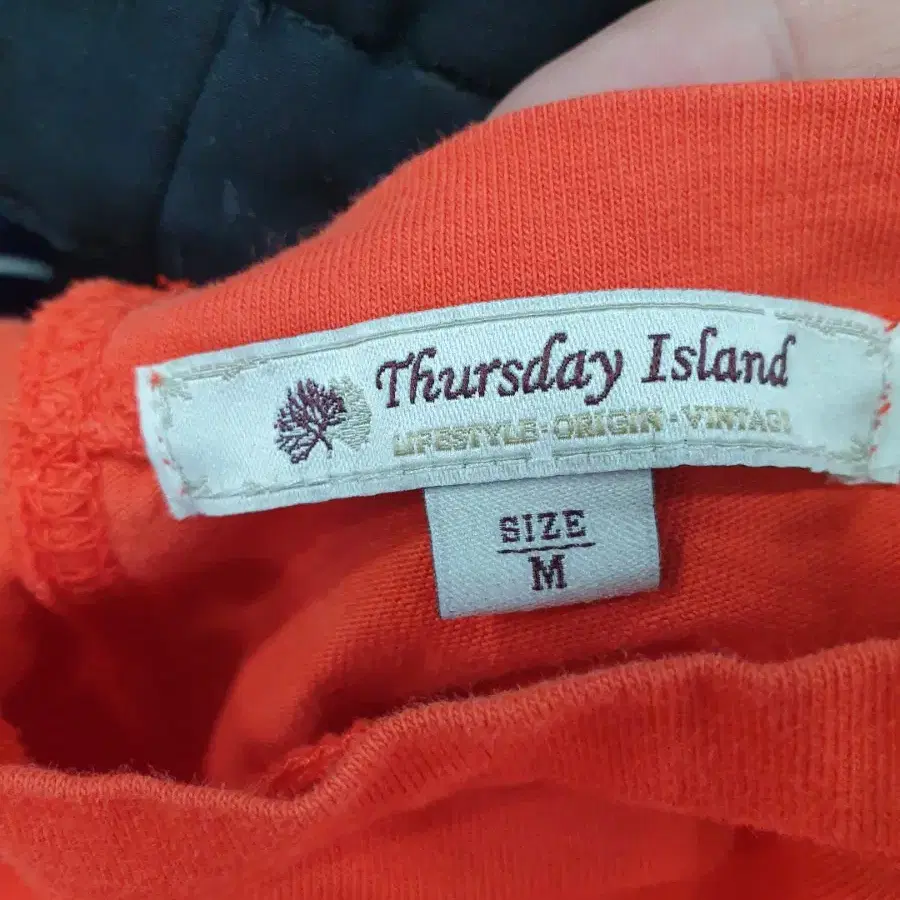 Thursday Island
LIFESTYLE·ORIGIN·VINTAGE
SIZE
M